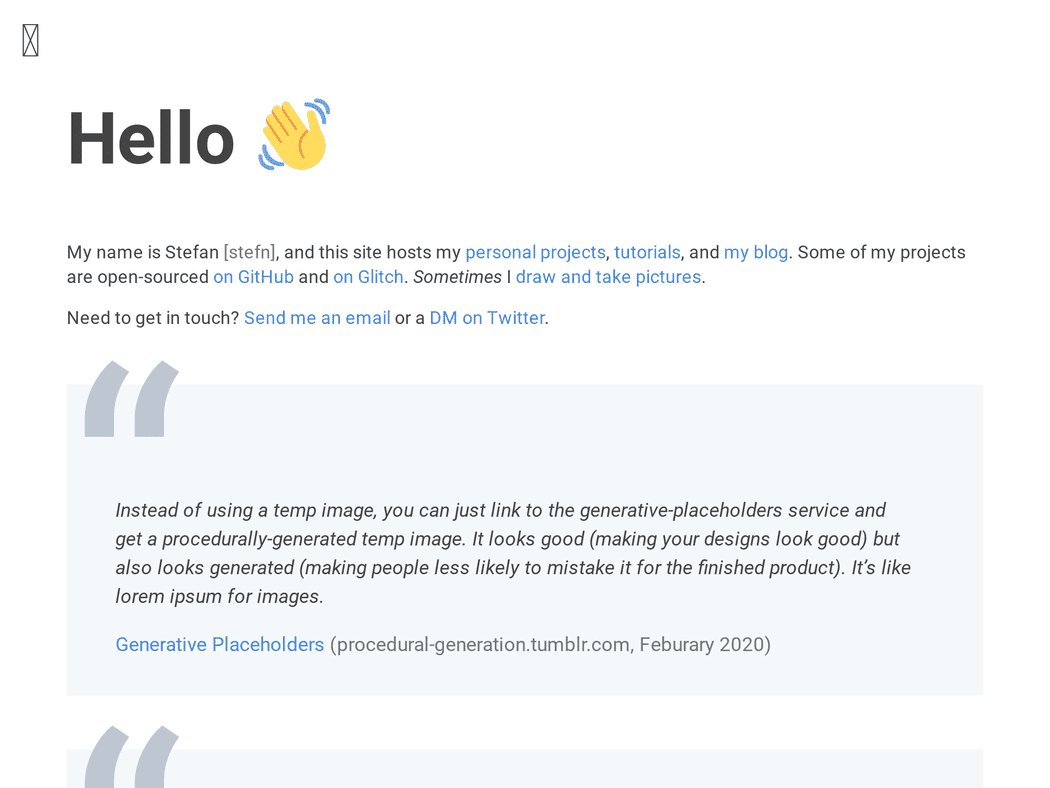 Hello 👋
My name is Stefan [stefn], and this site hosts my personal projects, tutorials, and my blog. Some of my projects
are open-sourced on GitHub and on Glitch. Sometimes I draw and take pictures.
Need to get in touch? Send me an email or a DM on Twitter.
“
Instead of using a temp image, you can just link to the generative-placeholders service and
get a procedurally-generated temp image. It looks good (making your designs look good) but
also looks generated (making people less likely to mistake it for the finished product). It’s like
lorem ipsum for images.
Generative Placeholders (procedural-generation.tumblr.com, Feburary 2020)
“